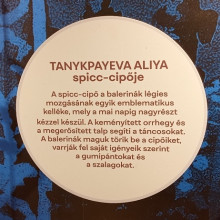 TANYKPAYEVA ALIYA
spicc-cipője
A spicc-cipő a balerinák légies
mozgásának egyik emblematikus
kelléke, mely a mai napig nagyrészt
kézzel készül. A keményített orrhegy és
a megerősített talp segíti a táncosokat.
A balerinák maguk törik be a cipőiket,
varrják fel saját igényeik szerint
a gumipántokat és
a szalagokat.